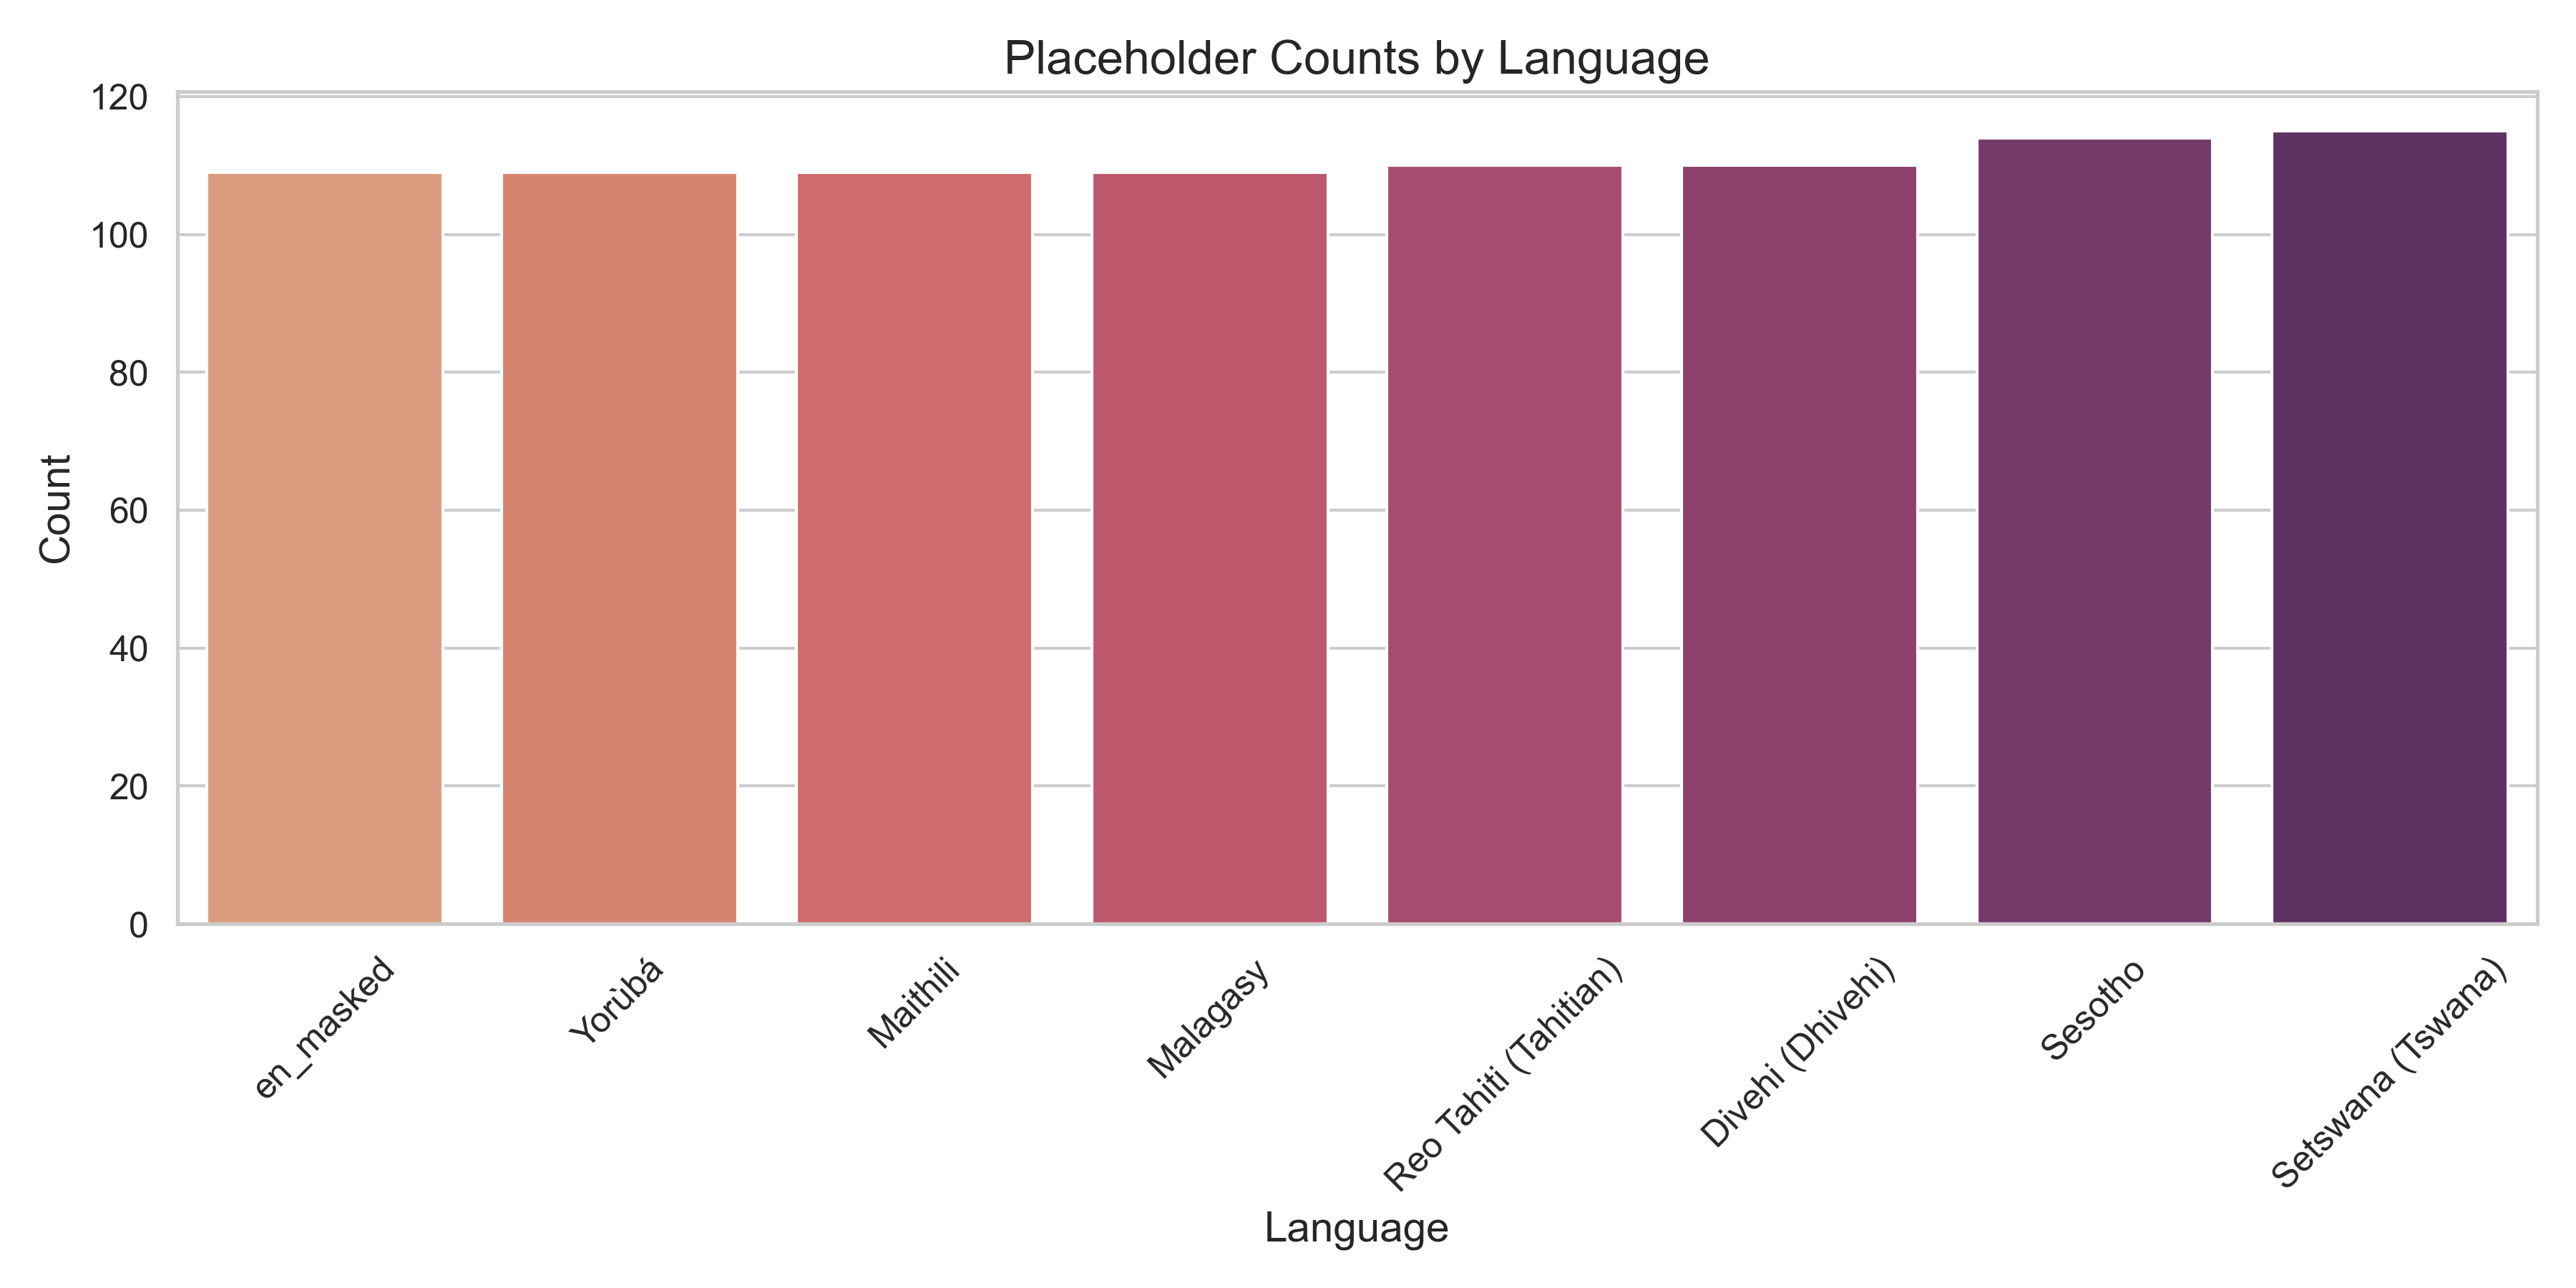 Placeholder Counts by Language
120
100
80
60
40
20
0
Count
en_masked
Yorùbá
Maithili
Malagasy
Reo Tahiti (Tahitian)
Divehi (Dhivehi)
Sesotho
Setswana (Tswana)
Language